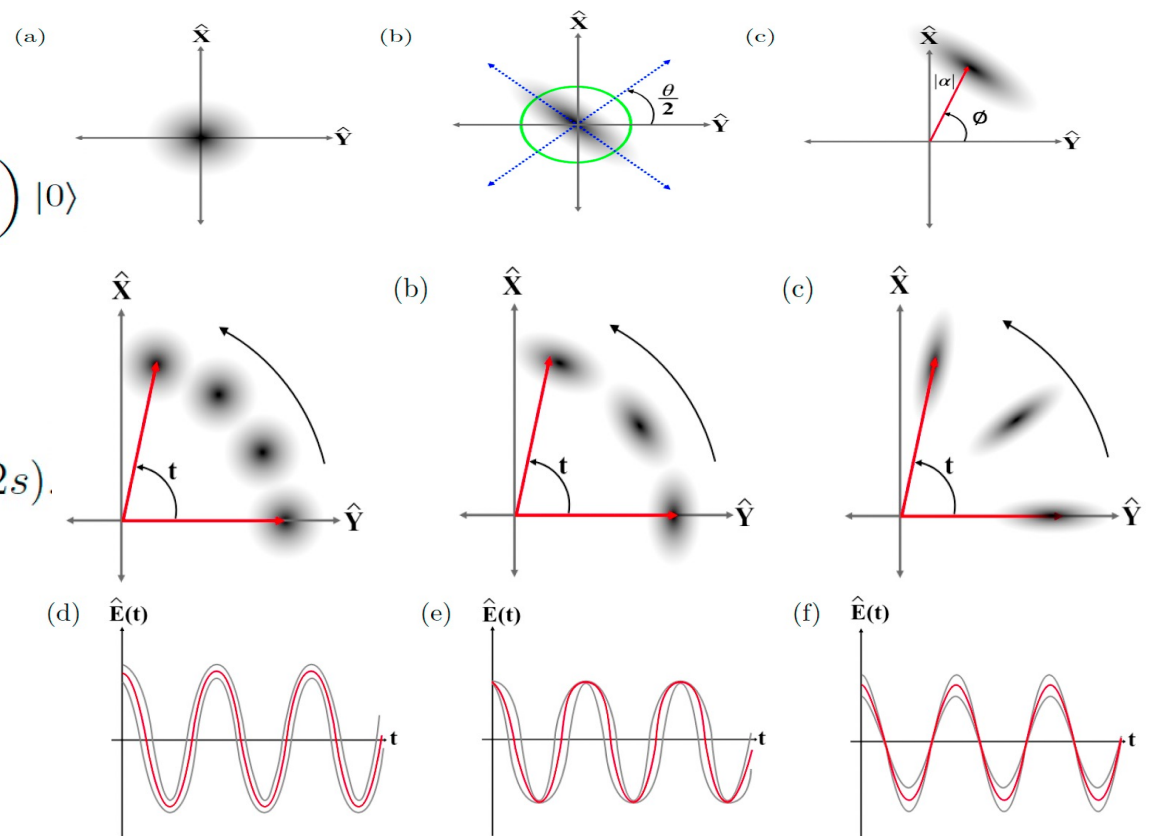 (a) X̂ Ŷ
(b) X̂ θ/2 Ŷ
(c) X̂ |α| ø Ŷ
) |0⟩
X̂ t Ŷ
(b) X̂ t Ŷ
(c) X̂ t Ŷ
2s).
(d) Ê(t) t
(e) Ê(t) t
(f) Ê(t) t